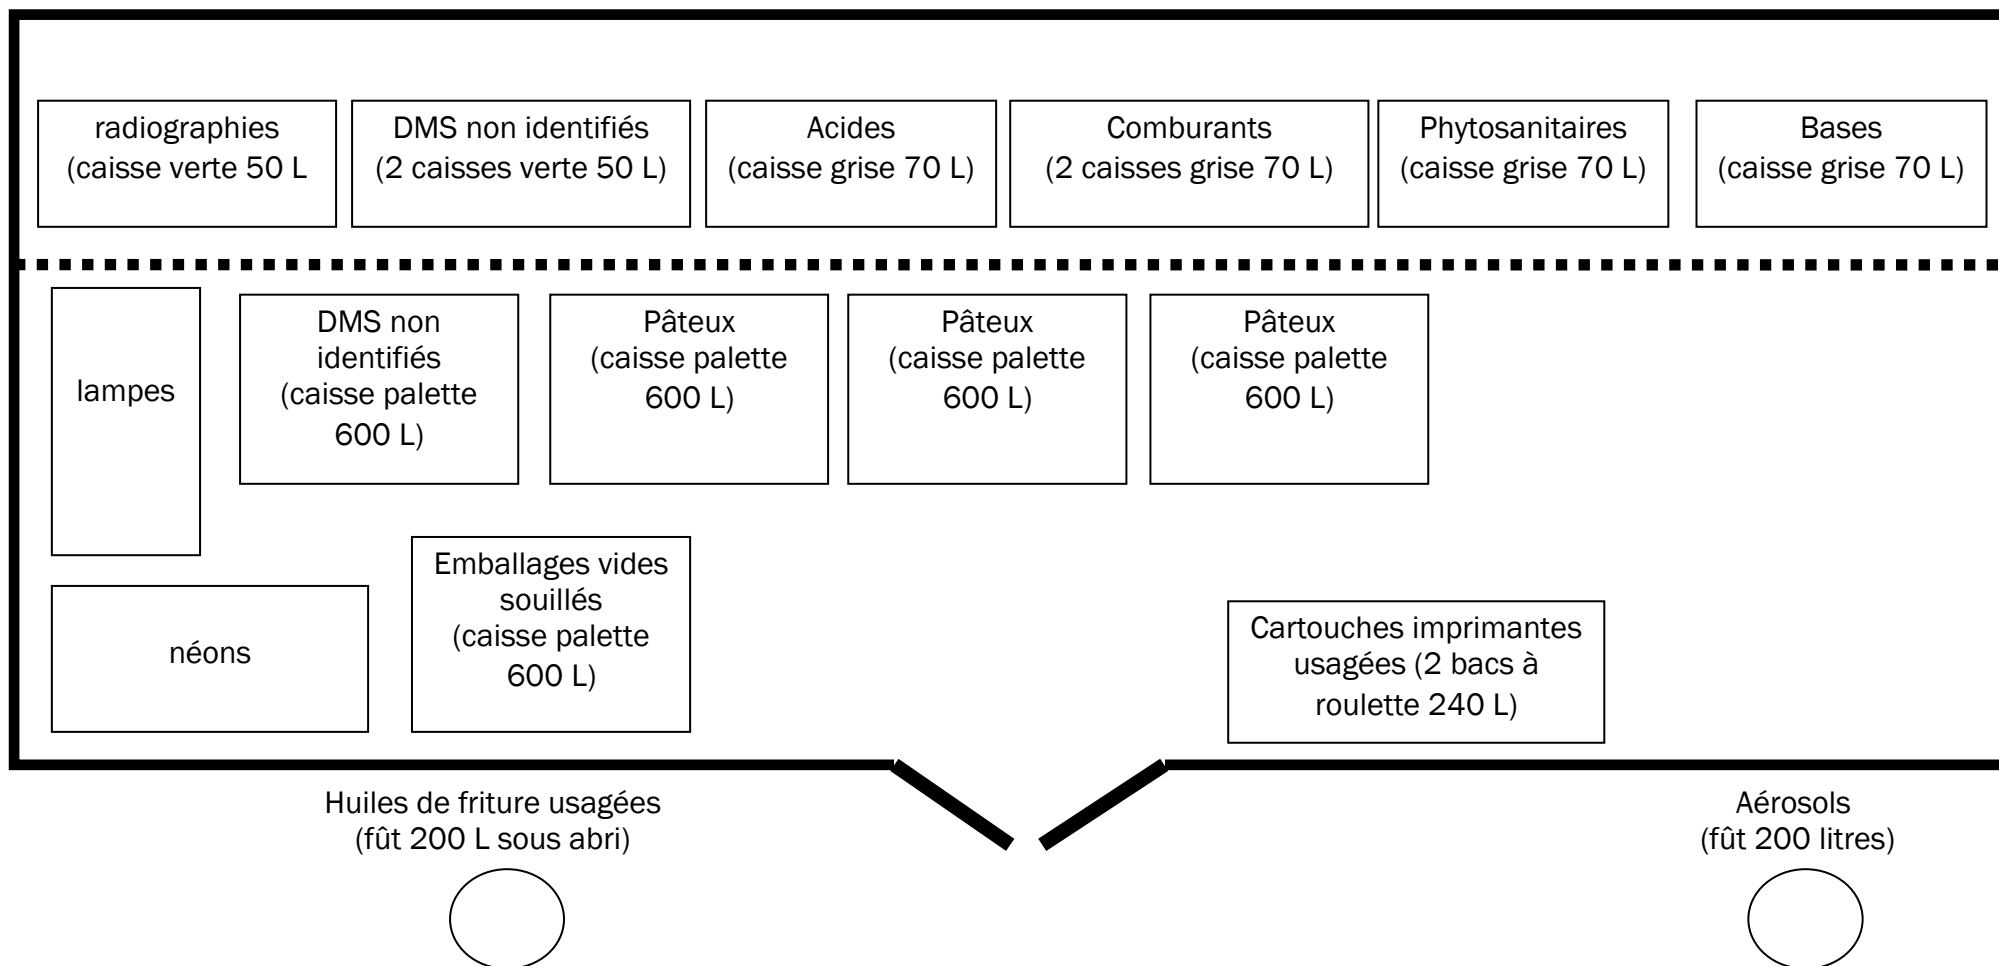 radiographies
(caisse verte 50 L
DMS non identifiés
(2 caisses verte 50 L)
Acides
(caisse grise 70 L)
Comburants
(2 caisses grise 70 L)
Phytosanitaires
(caisse grise 70 L)
Bases
(caisse grise 70 L)
lampes
DMS non
identifiés
(caisse palette
600 L)
Pâteux
(caisse palette
600 L)
Pâteux
(caisse palette
600 L)
Pâteux
(caisse palette
600 L)
néons
Emballages vides
souillés
(caisse palette
600 L)
Cartouches imprimantes
usagées (2 bacs à
roulette 240 L)
Huiles de friture usagées
(fût 200 L sous abri)
Aérosols
(fût 200 litres)